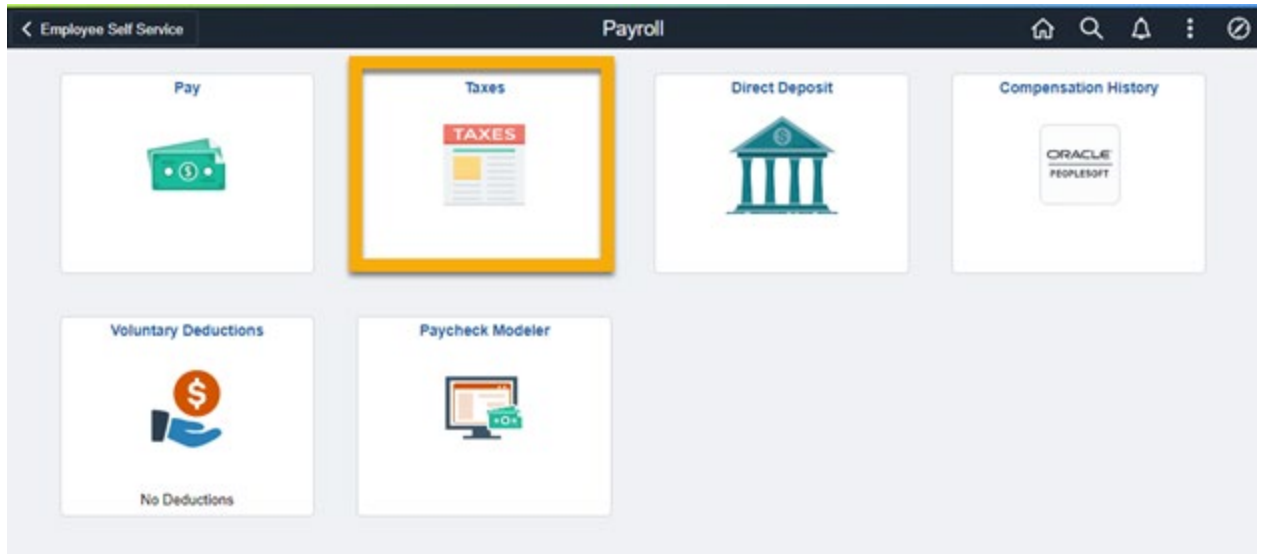 Employee Self Service
Payroll
Pay
Taxes
Direct Deposit
Compensation History
TAXES
ORACLE
PEOPLESOFT
Voluntary Deductions
Paycheck Modeler
No Deductions